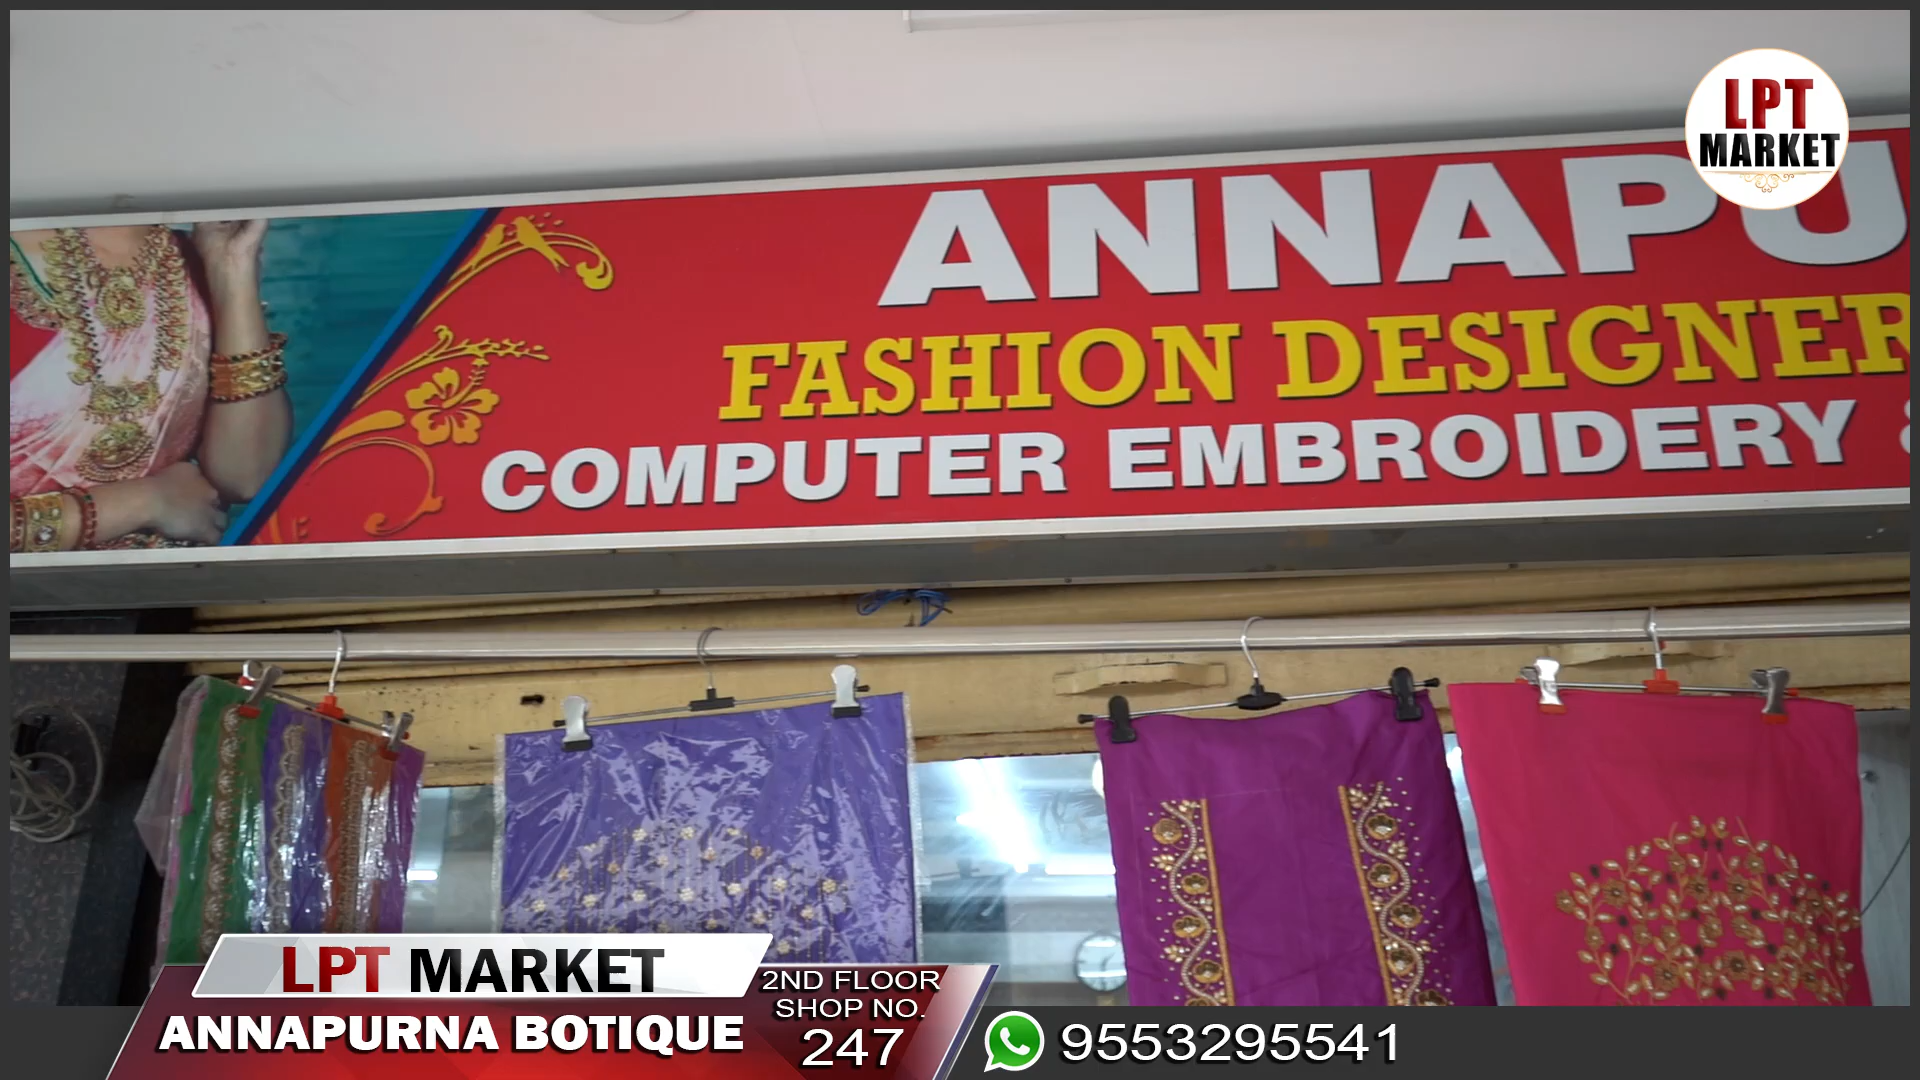 LPT
MARKET
ANNAPU
FASHION DESIGNER
COMPUTER EMBROIDERY
LPT MARKET
ANNAPURNA BOTIQUE
2ND FLOOR
SHOP NO.
247
9553295541